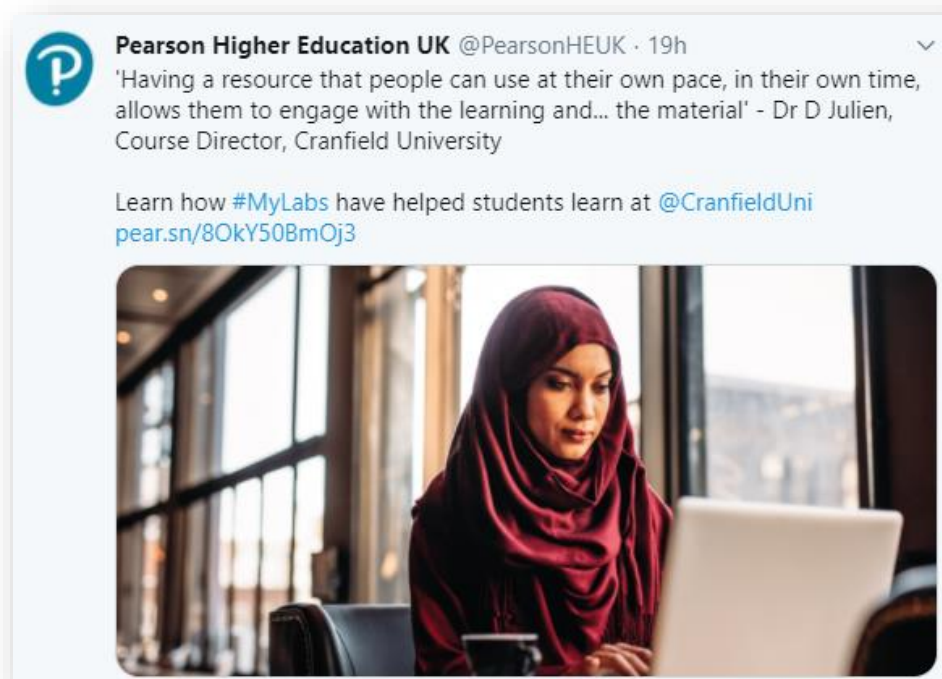 Pearson Higher Education UK @PearsonHEUK · 19h
'Having a resource that people can use at their own pace, in their own time,
allows them to engage with the learning and... the material' - Dr D Julien,
Course Director, Cranfield University
Learn how #MyLabs have helped students learn at @CranfieldUni
pear.sn/8OkY50BmOj3